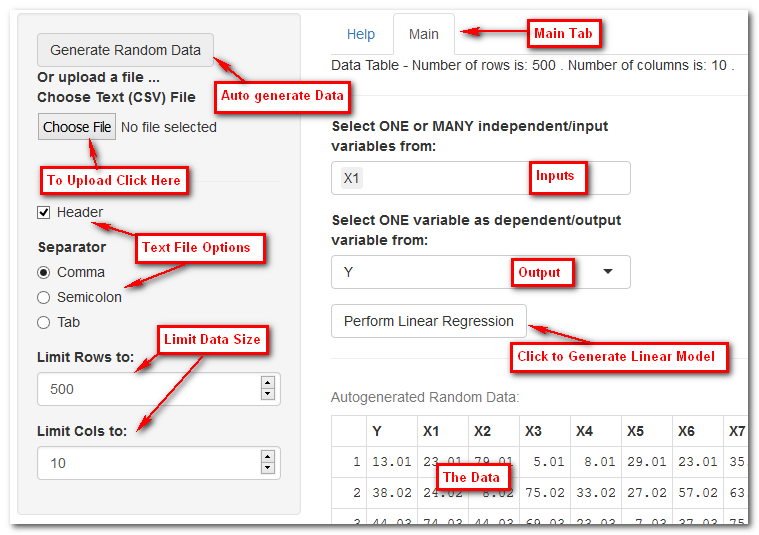 Generate Random Data
Auto generate Data
Or upload a file ...
Choose Text (CSV) File
Choose File No file selected
To Upload Click Here
Header
Text File Options
Separator
Comma
Semicolon
Tab
Limit Data Size
Limit Rows to:
500
Limit Cols to:
10
Help Main
Main Tab
Data Table - Number of rows is: 500 . Number of columns is: 10 .
Select ONE or MANY independent/input
variables from:
X1
Inputs
Select ONE variable as dependent/output
variable from:
Y
Output
Perform Linear Regression
Click to Generate Linear Model
Autogenerated Random Data:
Y X1 X2 X3 X4 X5 X6 X7
1 13.01 23.01 79.01 5.01 8.01 29.01 23.01 35.
The Data
2 38.02 24.02 8.02 75.02 33.02 27.02 57.02 63.
44.03 74.03 44.03 69.03 23.03 7.03 37.03 75